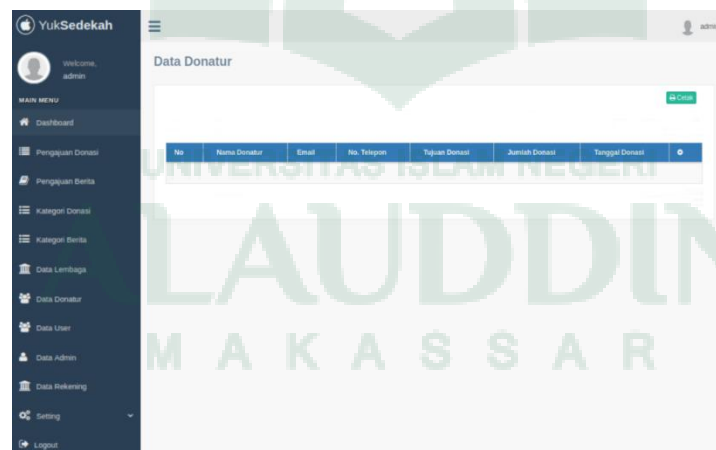 YukSedekah
admin
Welcome,
admin
MAIN MENU
Dashboard
Pengajuan Donasi
Pengajuan Berita
Kategori Donasi
Kategori Berita
Data Lembaga
Data Donatur
Data User
Data Admin
Data Rekening
Setting
Logout
Data Donatur
Cetak
No Nama Donatur Email No. Telepon Tujuan Donasi Jumlah Donasi Tanggal Donasi
UNIVERSITAS ISLAM NEGERI
ALAUDDIN
MAKASSAR